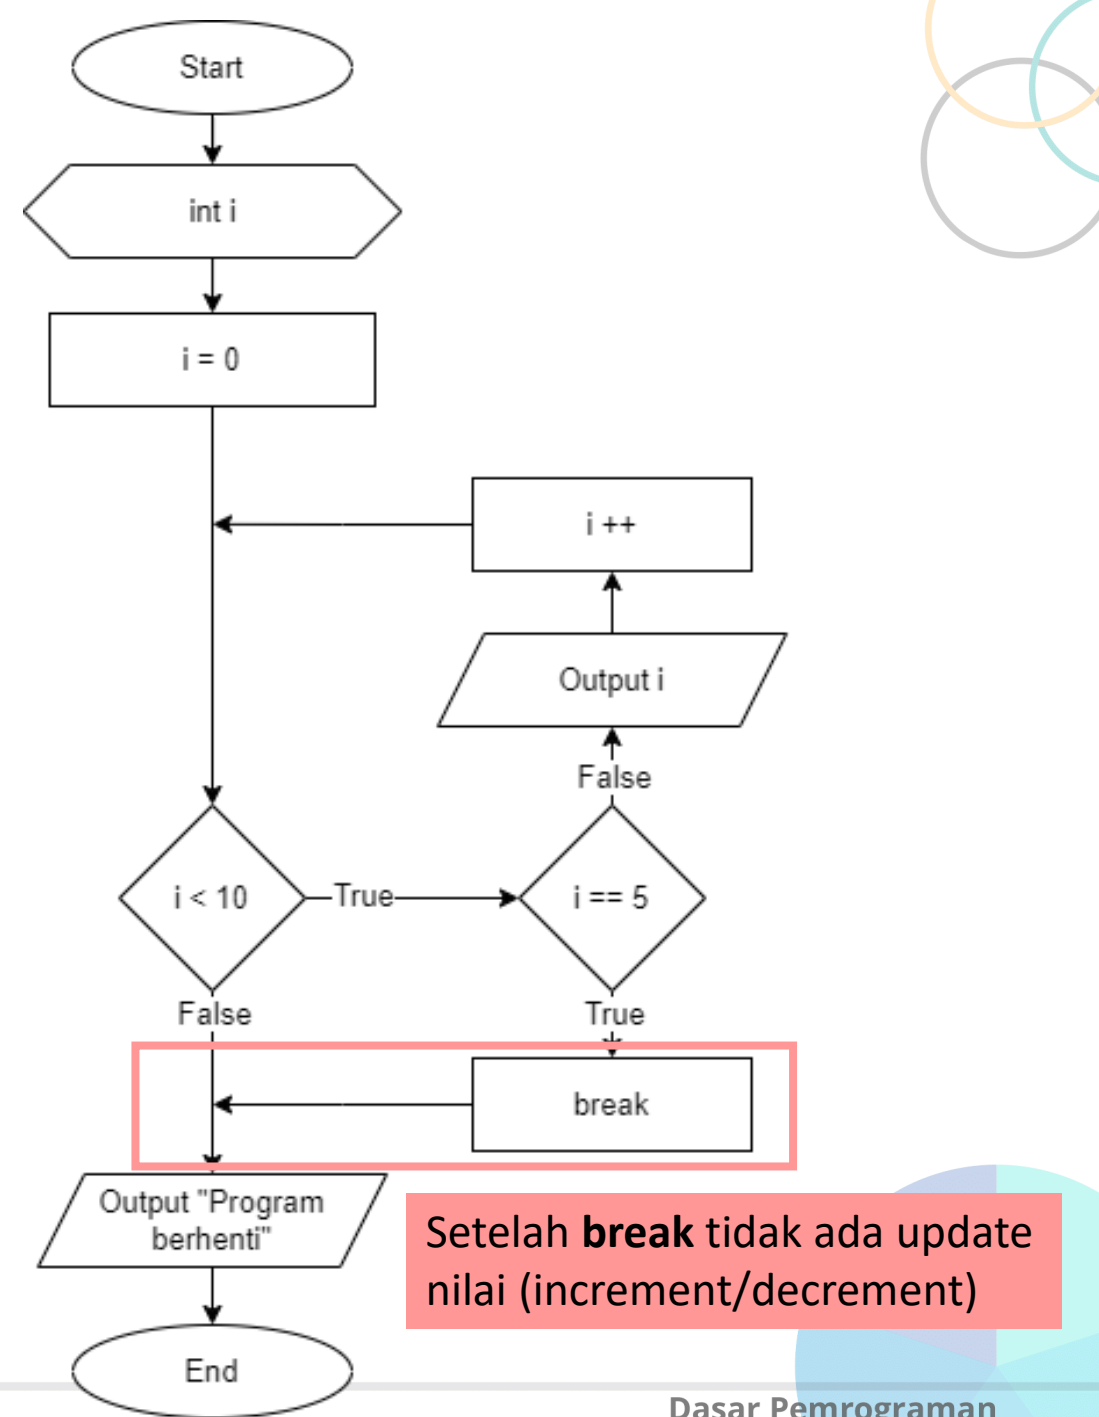 Start
int i
i = 0
i ++
Output i
False
i < 10
True
i == 5
False
True
break
Output "Program
berhenti"
Setelah break tidak ada update
nilai (increment/decrement)
End
Dasar Pemrograman